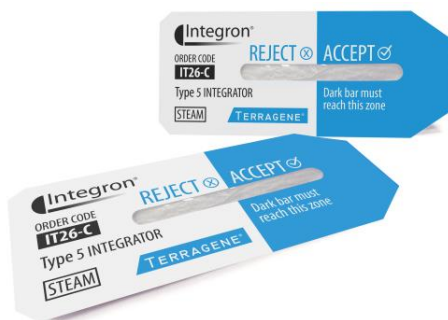 Integron®
REJECT ACCEPT
ORDER CODE
IT26-C
Type 5 INTEGRATOR
Dark bar must
reach this zone
STEAM
TERRAGENE®
Integron®
REJECT ACCEPT
ORDER CODE
IT26-C
Type 5 INTEGRATOR
Dark bar must
reach this zone
STEAM
TERRAGENE®